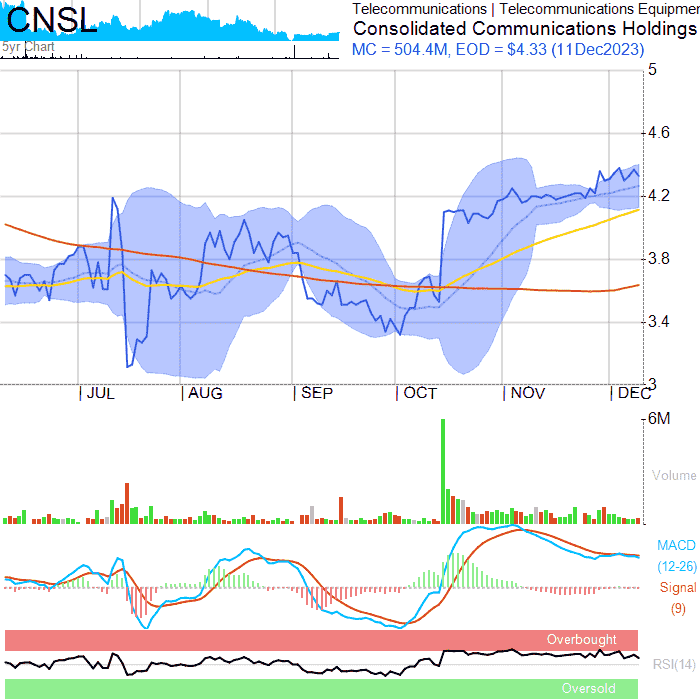 CNSL
5yr Chart
Telecommunications | Telecommunications Equipmen
Consolidated Communications Holdings
MC = 504.4M, EOD = $4.33 (11Dec2023)
5
4.6
4.2
3.8
3.4
3
JUL AUG SEP OCT NOV DEC
6M
Volume
MACD
(12-26)
Signal
(9)
Overbought
RSI(14)
Oversold